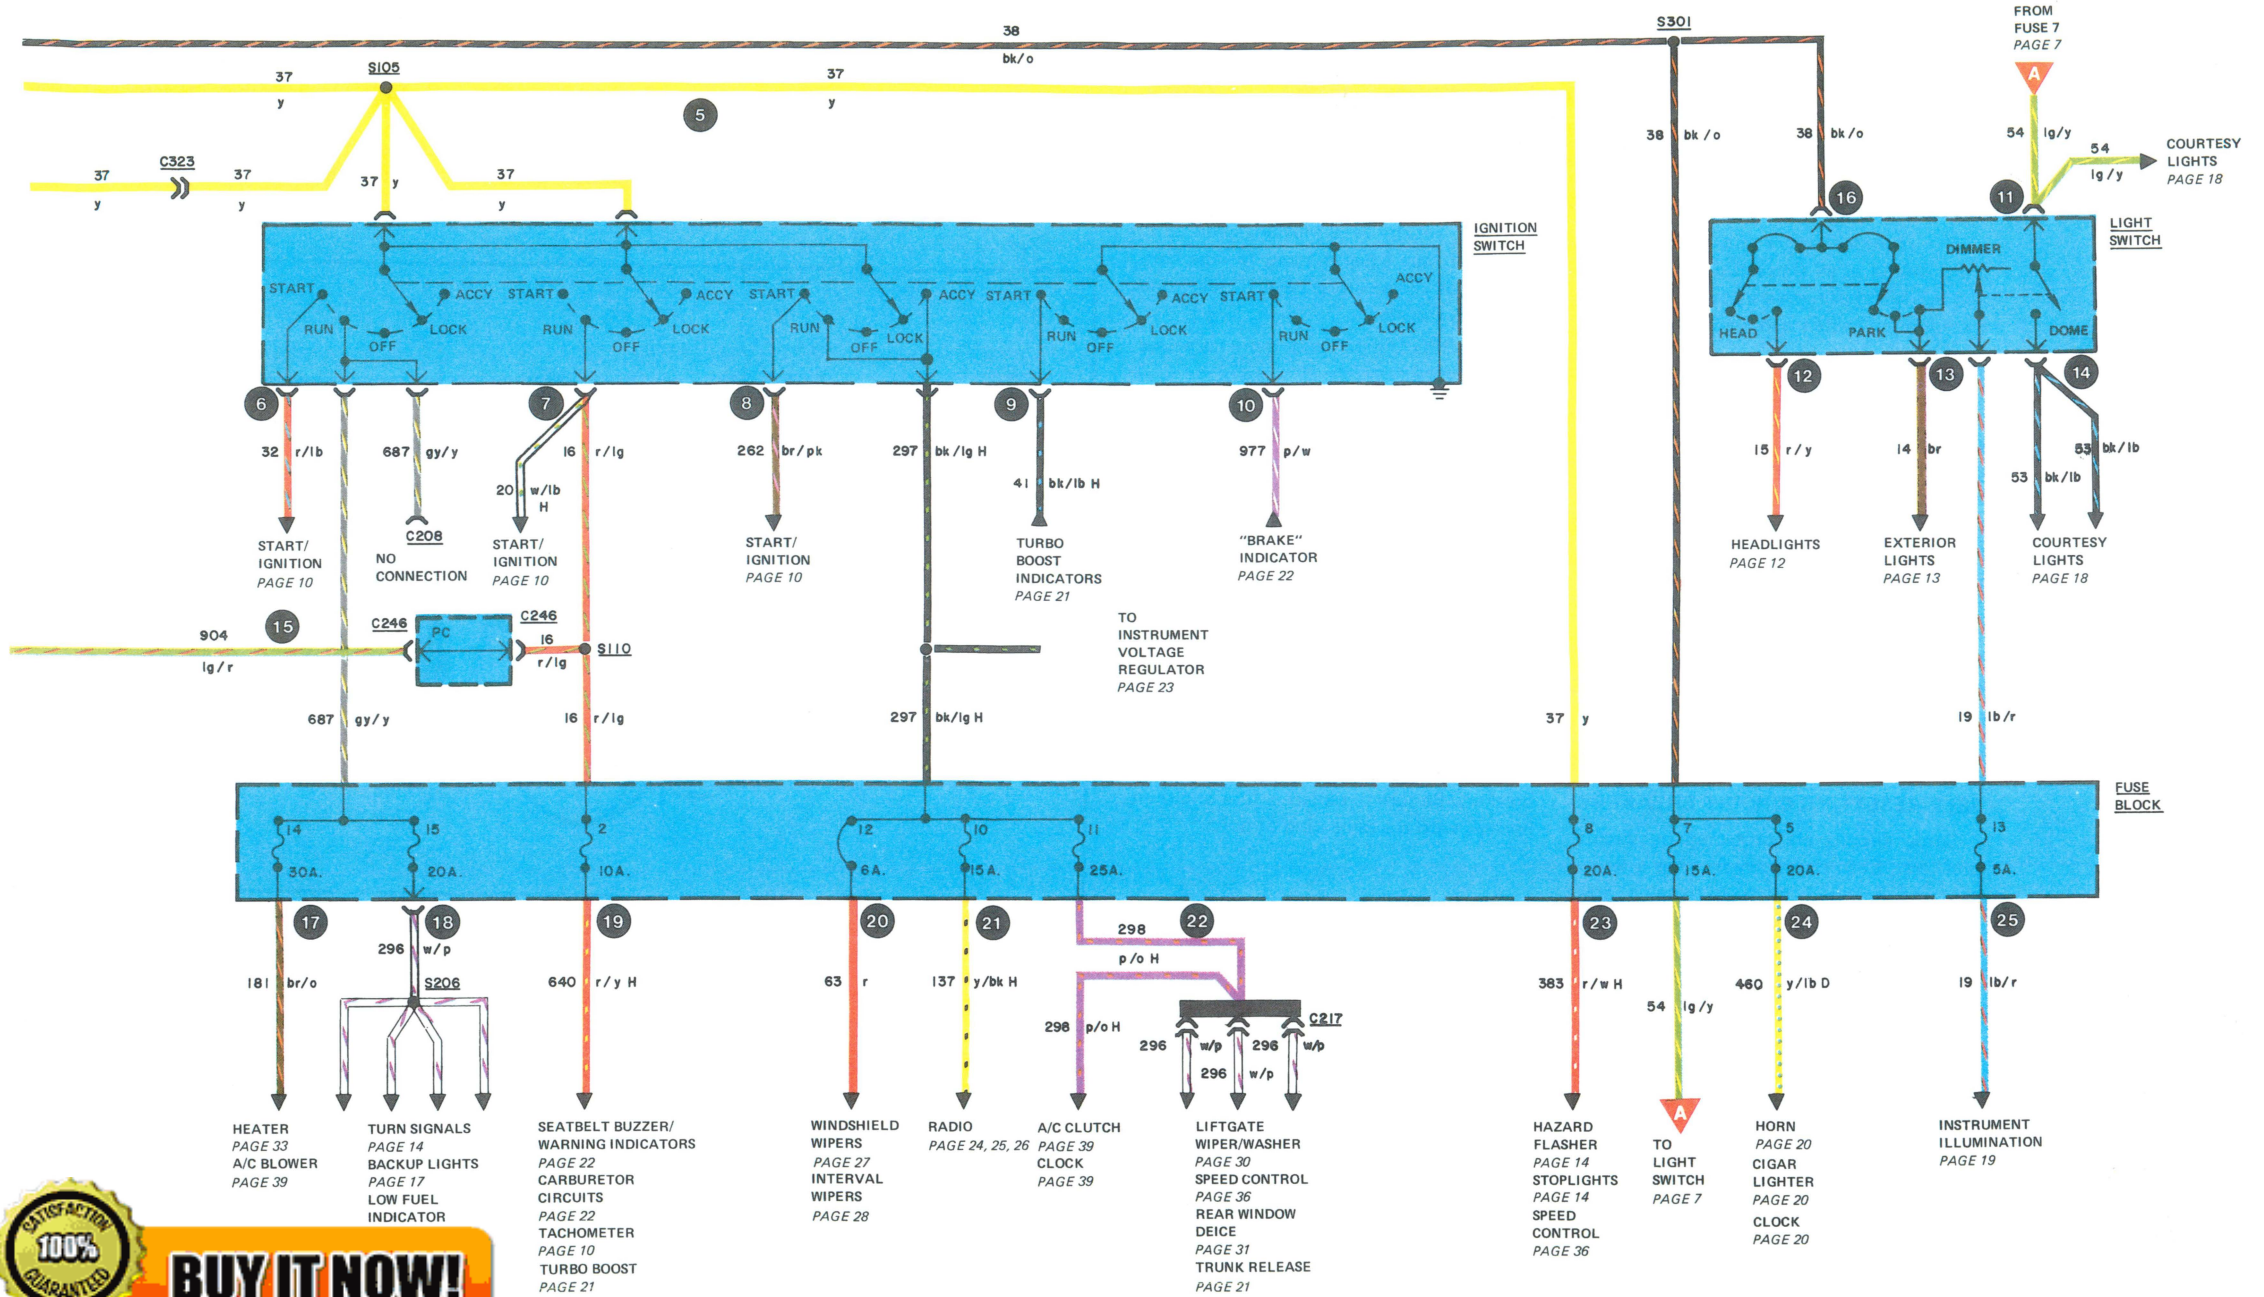 38
bk/o
S301
FROM
FUSE 7
PAGE 7
A
37
y
S105
37
y
5
38
bk/o
38
bk/o
54
lg/y
54
lg/y
COURTESY
LIGHTS
PAGE 18
C323
37
y
37
y
37
y
37
y
16
11
LIGHT
SWITCH
IGNITION
SWITCH
START
RUN
OFF
LOCK
ACCY
START
RUN
OFF
LOCK
ACCY
START
RUN
OFF
LOCK
ACCY
START
RUN
OFF
LOCK
ACCY
START
RUN
OFF
LOCK
ACCY
DIMMER
HEAD
PARK
DOME
6
7
8
9
10
12
13
14
32
r/lb
687
gy/y
20
w/lb
H
16
r/lg
262
br/pk
297
bk/lg H
41
bk/lb H
977
p/w
15
r/y
14
br
53
bk/lb
53
bk/lb
START/
IGNITION
PAGE 10
C208
NO
CONNECTION
START/
IGNITION
PAGE 10
START/
IGNITION
PAGE 10
TURBO
BOOST
INDICATORS
PAGE 21
"BRAKE"
INDICATOR
PAGE 22
HEADLIGHTS
PAGE 12
EXTERIOR
LIGHTS
PAGE 13
COURTESY
LIGHTS
PAGE 18
15
904
lg/r
C246
PC
C246
16
r/lg
S110
TO
INSTRUMENT
VOLTAGE
REGULATOR
PAGE 23
687
gy/y
16
r/lg
297
bk/lg H
37
y
19
lb/r
FUSE
BLOCK
14
30A.
15
20A.
2
10A.
12
6A.
10
15A.
11
25A.
8
20A.
7
15A.
5
20A.
13
5A.
17
18
19
20
21
22
23
24
25
181
br/o
296
w/p
S206
640
r/y H
63
r
137
y/bk H
298
p/o H
298
p/o H
C217
296
w/p
296
w/p
296
w/p
383
r/w H
54
lg/y
460
y/lb D
19
lb/r
HEATER
PAGE 33
A/C BLOWER
PAGE 39
TURN SIGNALS
PAGE 14
BACKUP LIGHTS
PAGE 17
LOW FUEL
INDICATOR
SEATBELT BUZZER/
WARNING INDICATORS
PAGE 22
CARBURETOR
CIRCUITS
PAGE 22
TACHOMETER
PAGE 10
TURBO BOOST
PAGE 21
WINDSHIELD
WIPERS
PAGE 27
INTERVAL
WIPERS
PAGE 28
RADIO
PAGE 24, 25, 26
A/C CLUTCH
PAGE 39
CLOCK
PAGE 39
LIFTGATE
WIPER/WASHER
PAGE 30
SPEED CONTROL
PAGE 36
REAR WINDOW
DEICE
PAGE 31
TRUNK RELEASE
PAGE 21
HAZARD
FLASHER
PAGE 14
STOPLIGHTS
PAGE 14
SPEED
CONTROL
PAGE 36
A
TO
LIGHT
SWITCH
PAGE 7
HORN
PAGE 20
CIGAR
LIGHTER
PAGE 20
CLOCK
PAGE 20
INSTRUMENT
ILLUMINATION
PAGE 19
SATISFACTION
100%
GUARANTEED
BUY IT NOW!